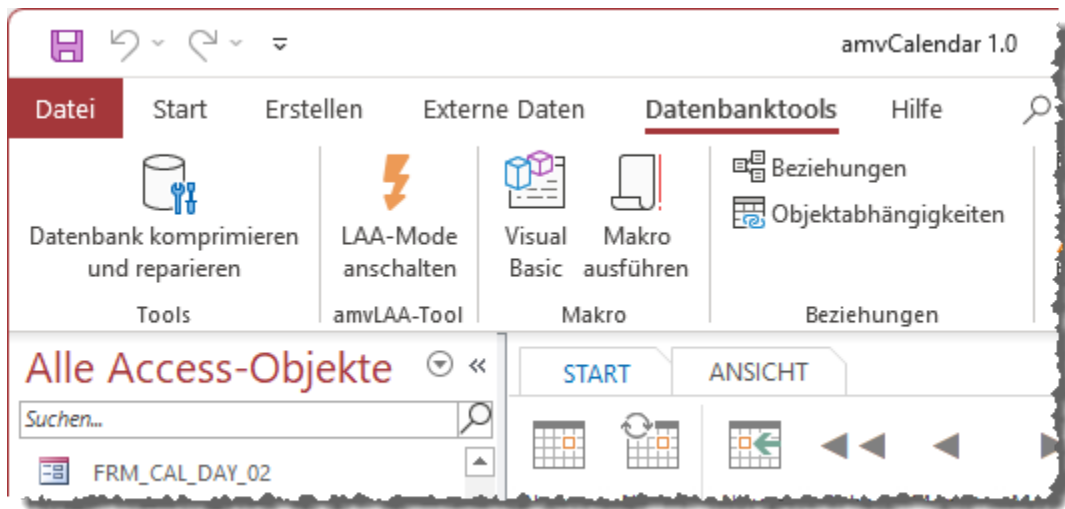 amvCalendar 1.0
Datei Start Erstellen Externe Daten Datenbanktools Hilfe
Datenbank komprimieren
und reparieren
LAA-Mode
anschalten
Visual
Basic
Makro
ausführen
Beziehungen
Objektabhängigkeiten
Tools amvLAA-Tool Makro Beziehungen
Alle Access-Objekte
START ANSICHT
Suchen...
FRM_CAL_DAY_02